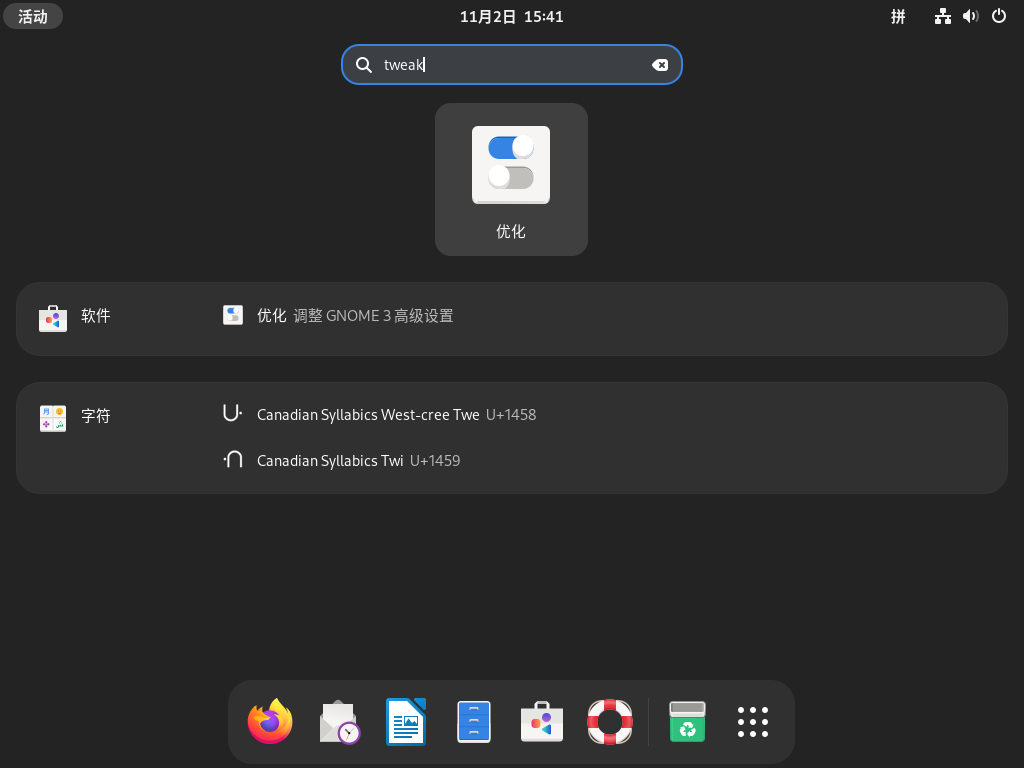 活动
11月2日 15:41
拼
tweak
优化
软件
优化 调整 GNOME 3 高级设置
字符
Canadian Syllabics West-cree Twe U+1458
Canadian Syllabics Twi U+1459